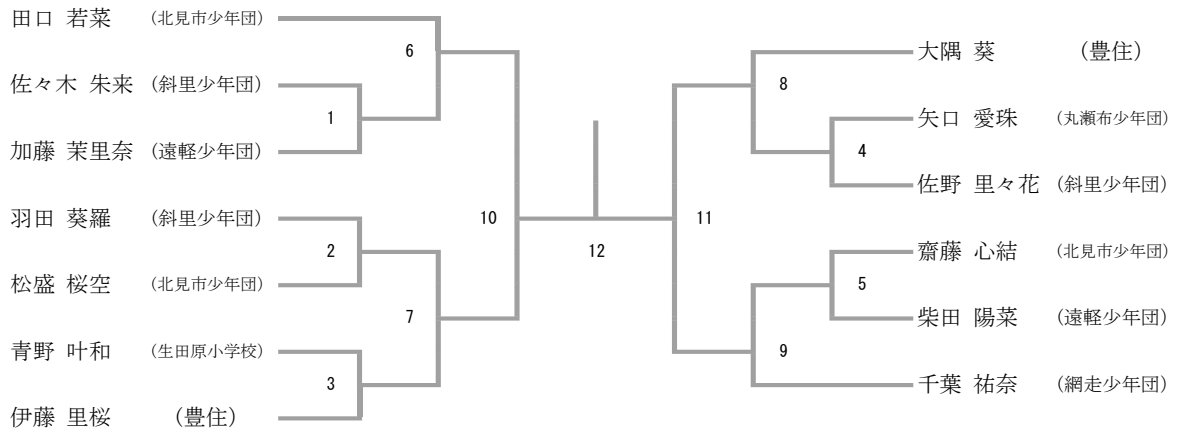 田口 若菜 (北見市少年団)
6
佐々木 朱来 (斜里少年団)
1
加藤 茉里奈 (遠軽少年団)
羽田 葵羅 (斜里少年団)
2
松盛 桜空 (北見市少年団)
7
青野 叶和 (生田原小学校)
3
伊藤 里桜 (豊住)
10
12
11
大隅 葵 (豊住)
8
矢口 愛珠 (丸瀬布少年団)
4
佐野 里々花 (斜里少年団)
齋藤 心結 (北見市少年団)
5
柴田 陽菜 (遠軽少年団)
9
千葉 祐奈 (網走少年団)